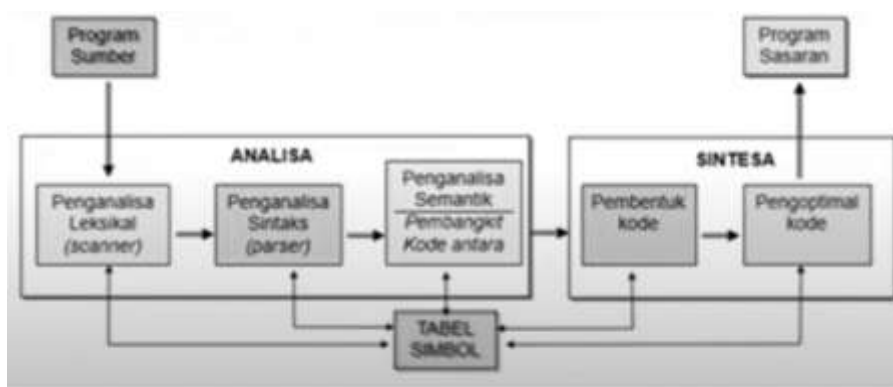 Program
Sumber
Program
Sasaran
ANALISA
SINTESA
Penganalisa
Leksikal
(scanner)
Penganalisa
Sintaks
(parser)
Penganalisa
Semantik
Pembangkit
Kode antara
Pembentuk
kode
Pengoptimal
kode
TABEL
SIMBOL